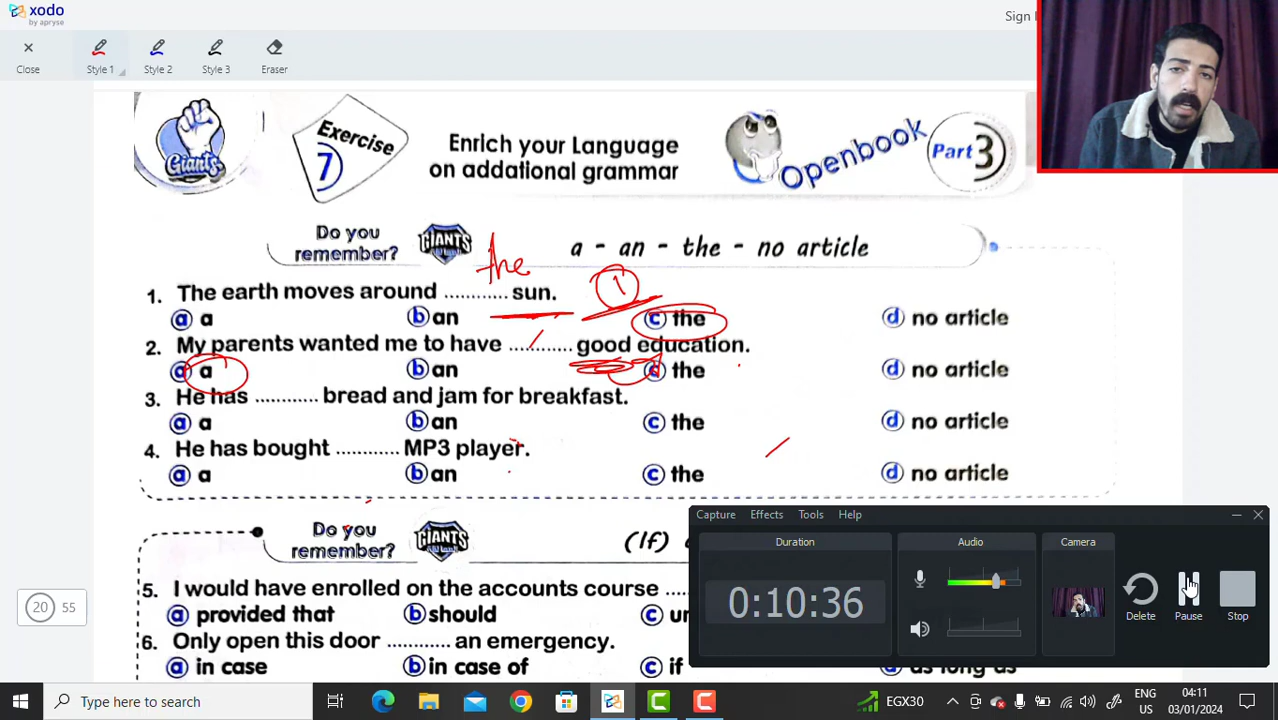 xodo
by apryse
Sign
Close
Style 1
Style 2
Style 3
Eraser
Giants
Exercise
7
Enrich your Language
on addational grammar
Openbook
Part 3
Do you
remember?
GIANTS
a - an - the - no article
the
1
1. The earth moves around ............ sun.
a a
b an
c the
d no article
2. My parents wanted me to have ............ good education.
a a
b an
c the
d no article
3. He has ............ bread and jam for breakfast.
a a
b an
c the
d no article
4. He has bought ............ MP3 player.
a a
b an
c the
d no article
Do you
remember?
GIANTS
(If)
5. I would have enrolled on the accounts course
a provided that
b should
c
6. Only open this door ............ an emergency.
a in case
b in case of
c if
as long as
20 55
Capture Effects Tools Help
Duration
Audio
Camera
0:10:36
Delete
Pause
Stop
Type here to search
EGX30
ENG
US
04:11
03/01/2024